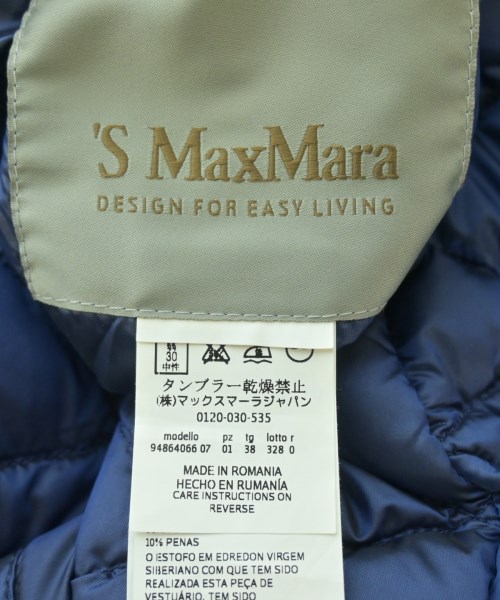 'S MaxMara
DESIGN FOR EASY LIVING
30
中性
タンブラー乾燥禁止
(株)マックスマーラジャパン
0120-030-535
modello pz tg lotto r
94864066 07 01 38 328 0
MADE IN ROMANIA
HECHO EN RUMANÍA
CARE INSTRUCTIONS ON
REVERSE
10% PENAS
O ESTOFO EM EDREDON VIRGEM
SIBERIANO COM QUE TEM SIDO
REALIZADA ESTA PEÇA DE
VESTUÁRIO, TEM SIDO